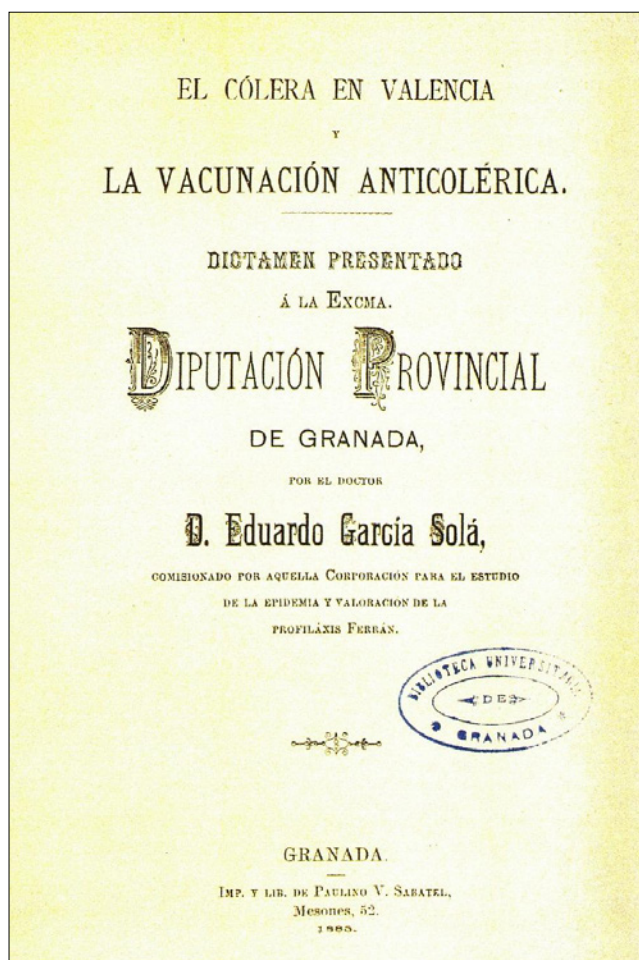 EL CÓLERA EN VALENCIA
Y
LA VACUNACIÓN ANTICOLÉRICA.
DICTAMEN PRESENTADO
Á LA EXCMA.
DIPUTACIÓN PROVINCIAL
DE GRANADA,
POR EL DOCTOR
D. Eduardo García Solá,
COMISIONADO POR AQUELLA CORPORACIÓN PARA EL ESTUDIO
DE LA EPIDEMIA Y VALORACIÓN DE LA
PROFILÁXIS FERRÁN.
BIBLIOTECA UNIVERSITARIA
DE
GRANADA
GRANADA.
IMP. Y LIB. DE PAULINO V. SABATEL,
Mesones, 52.
1885.